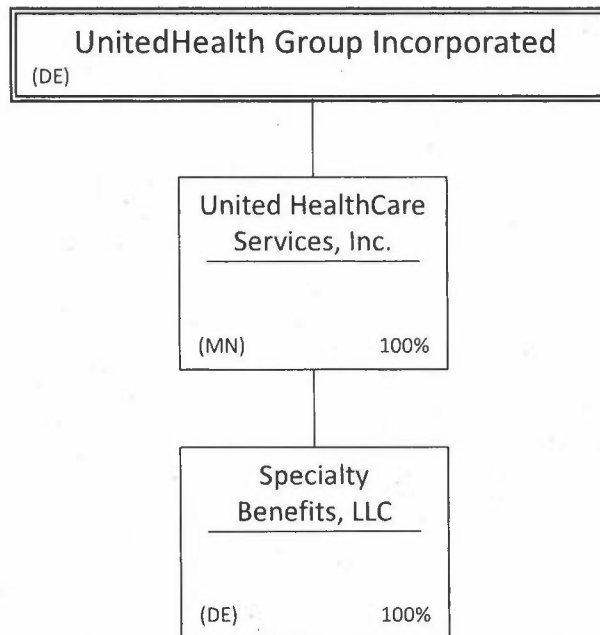 UnitedHealth Group Incorporated
(DE)
United HealthCare
Services, Inc.
(MN) 100%
Specialty
Benefits, LLC
(DE) 100%